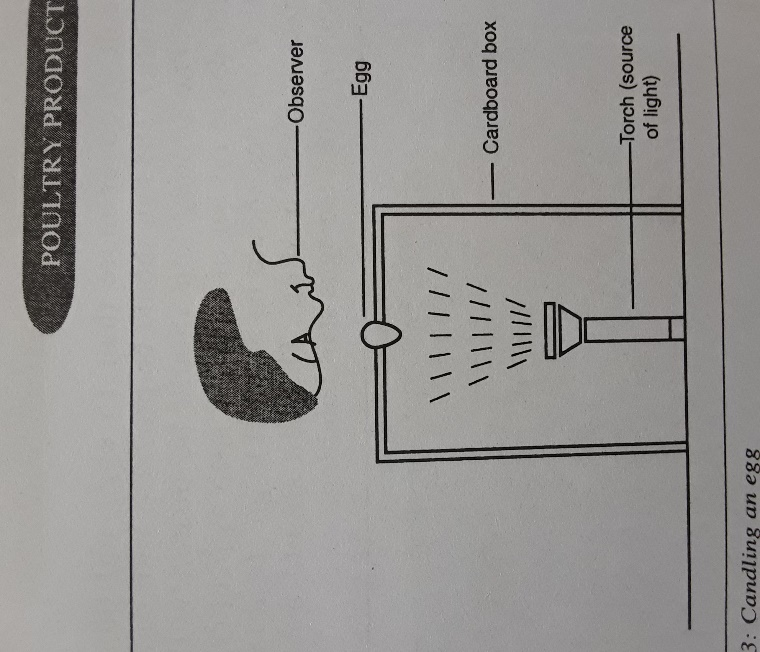 POULTRY PRODUCT
Observer
Egg
Cardboard box
Torch (source
of light)
3: Candling an egg